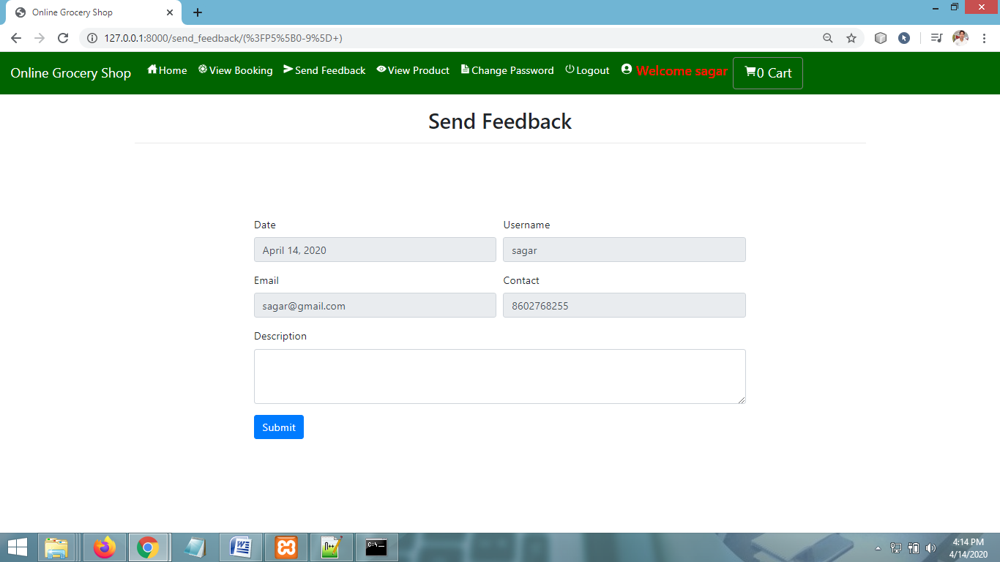 Online Grocery Shop
127.0.0.1:8000/send_feedback/(%3FP5%5B0-9%5D+)
Online Grocery Shop Home View Booking Send Feedback View Product Change Password Logout Welcome sagar 0 Cart
Send Feedback
Date Username
April 14, 2020 sagar
Email Contact
sagar@gmail.com 8602768255
Description
Submit
4:14 PM
4/14/2020